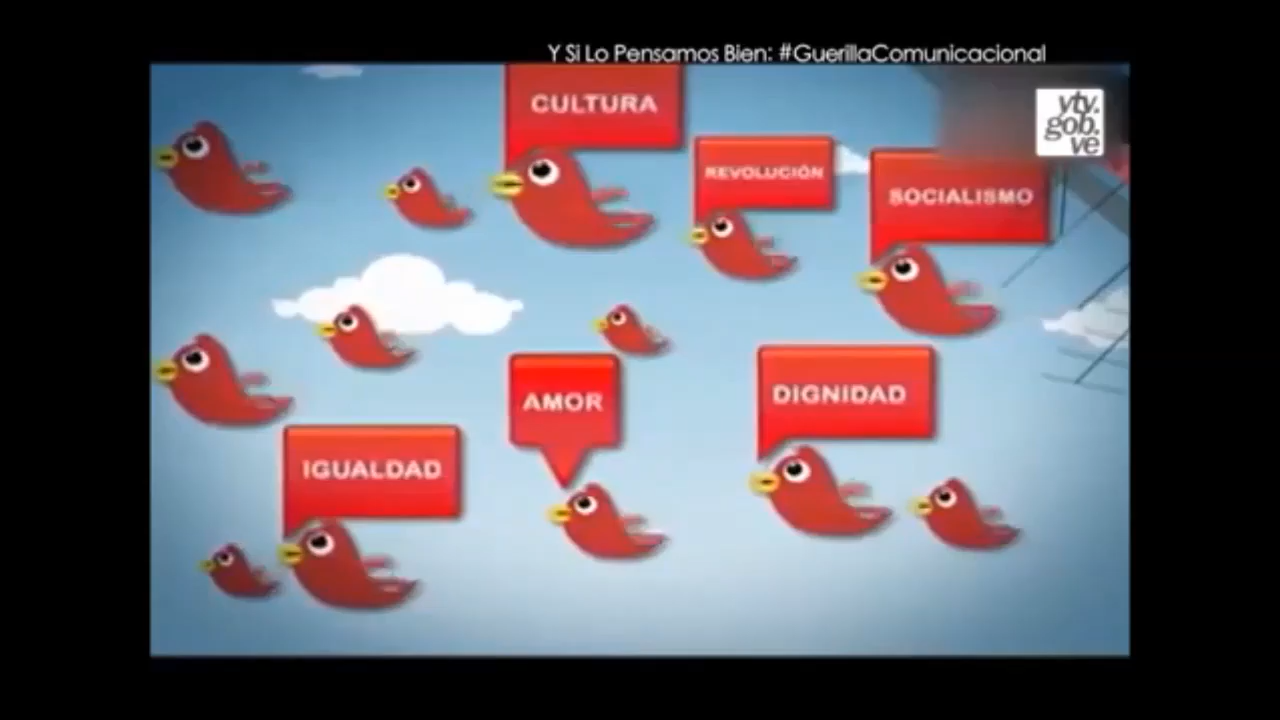 Y Si Lo Pensamos Bien: #GuerillaComunicacional
vtv.
gob.
ve
CULTURA
REVOLUCIÓN
SOCIALISMO
AMOR
DIGNIDAD
IGUALDAD